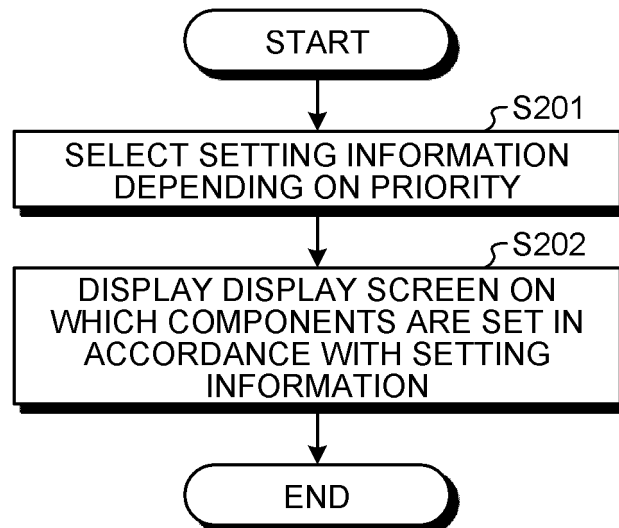 START
S201
SELECT SETTING INFORMATION
DEPENDING ON PRIORITY
S202
DISPLAY DISPLAY SCREEN ON
WHICH COMPONENTS ARE SET IN
ACCORDANCE WITH SETTING
INFORMATION
END